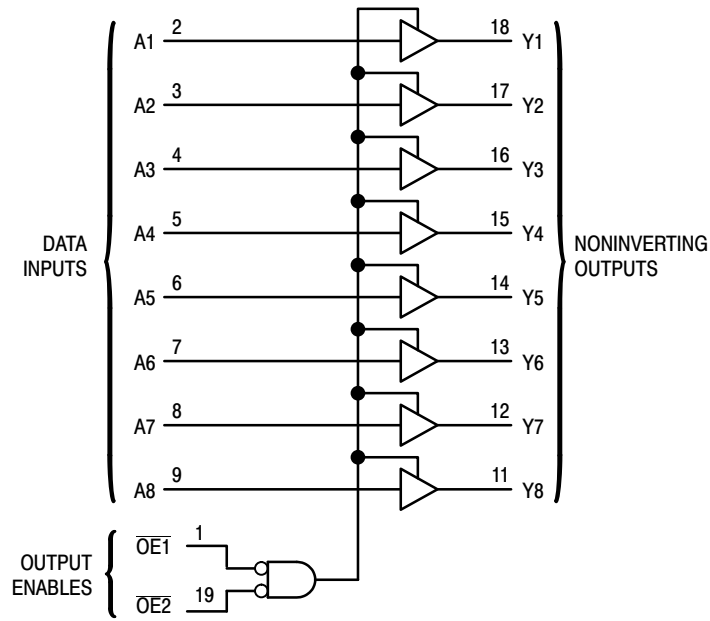 A1 2 18 Y1
A2 3 17 Y2
A3 4 16 Y3
A4 5 15 Y4
DATA
INPUTS
NONINVERTING
OUTPUTS
A5 6 14 Y5
A6 7 13 Y6
A7 8 12 Y7
A8 9 11 Y8
OUTPUT
ENABLES
O̅E̅1̅ 1
O̅E̅2̅ 19